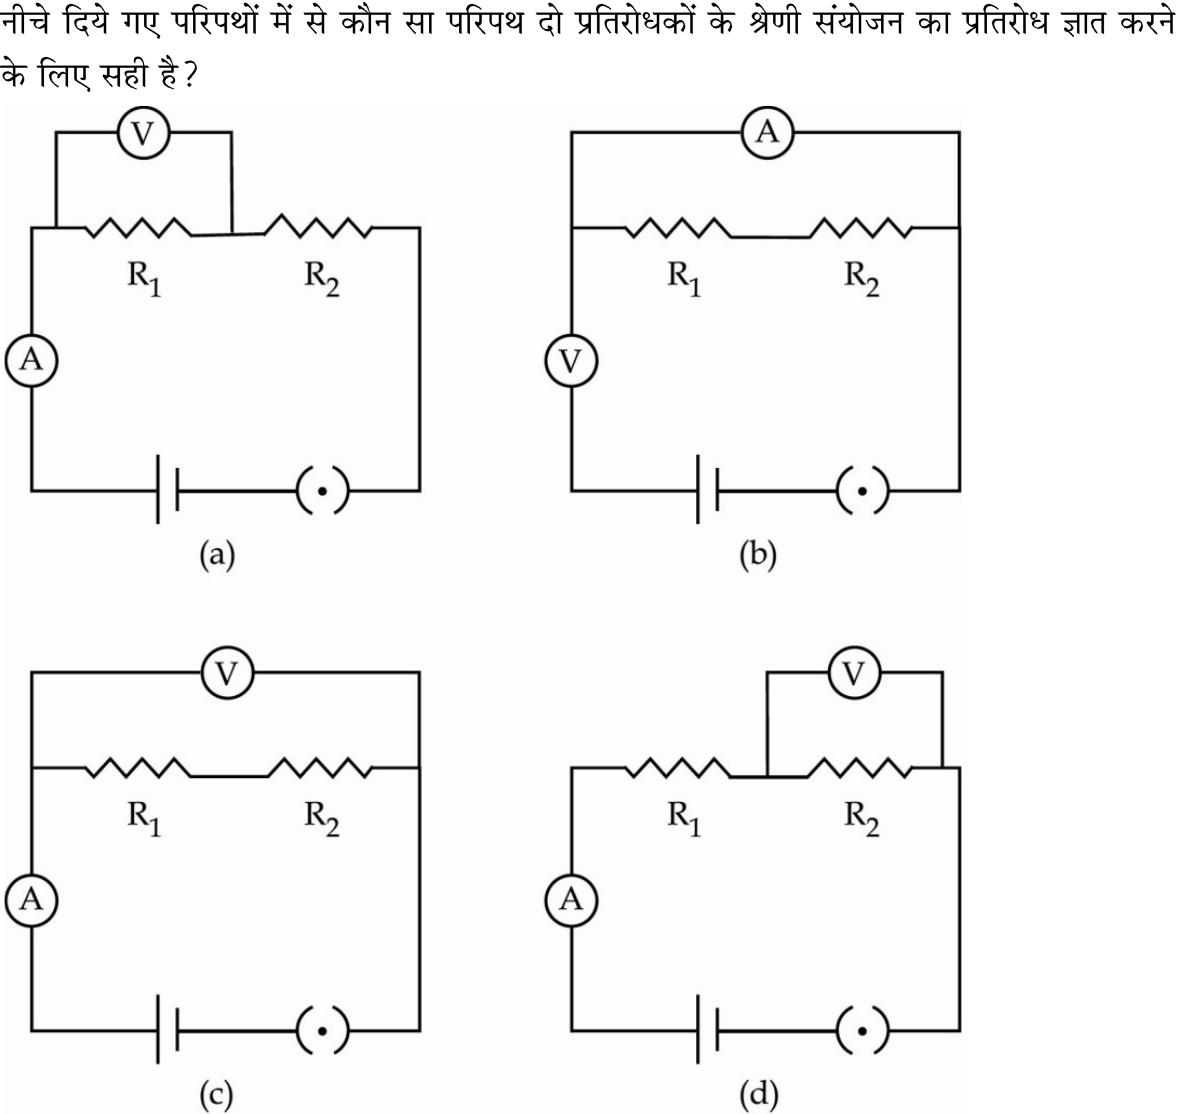 नीचे दिये गए परिपथों में से कौन सा परिपथ दो प्रतिरोधकों के श्रेणी संयोजन का प्रतिरोध ज्ञात करने
के लिए सही है?
V
A
R1 R2
R1 R2
A
V
(a)
(b)
V
V
R1 R2
R1 R2
A
A
(c)
(d)